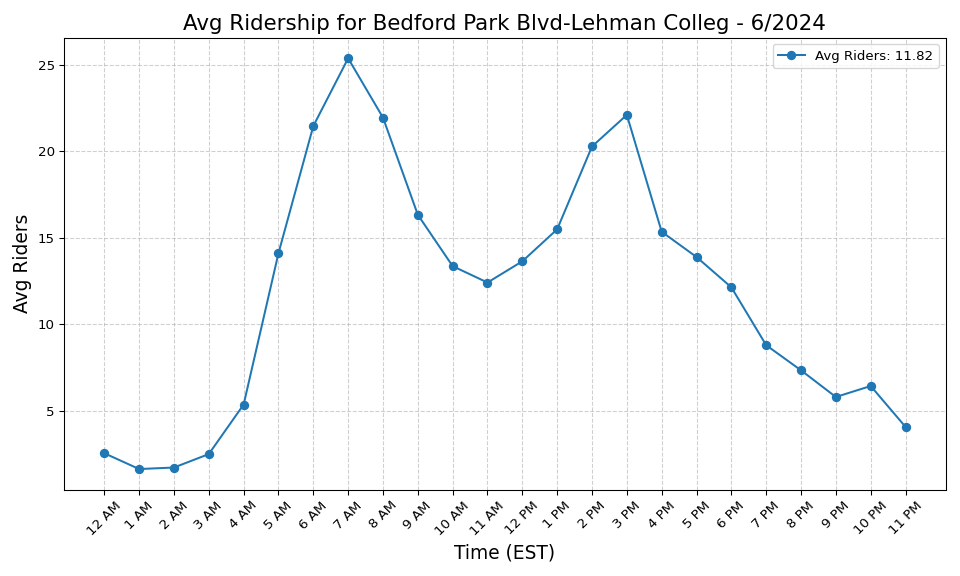 Avg Ridership for Bedford Park Blvd-Lehman Colleg - 6/2024
Avg Riders: 11.82
25
20
15
10
5
Avg Riders
12 AM
1 AM
2 AM
3 AM
4 AM
5 AM
6 AM
7 AM
8 AM
9 AM
10 AM
11 AM
12 PM
1 PM
2 PM
3 PM
4 PM
5 PM
6 PM
7 PM
8 PM
9 PM
10 PM
11 PM
Time (EST)